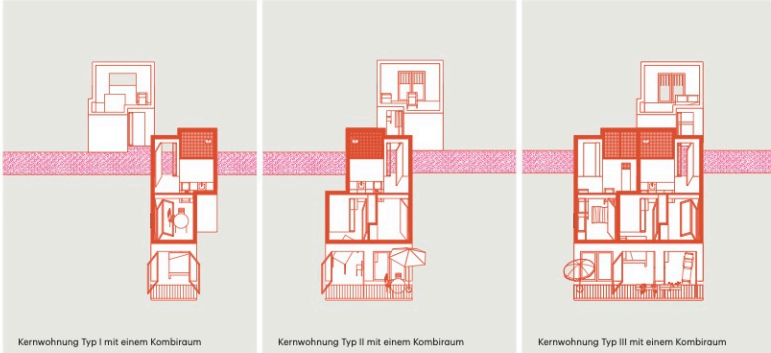 Kernwohnung Typ I mit einem Kombiraum
Kernwohnung Typ II mit einem Kombiraum
Kernwohnung Typ III mit einem Kombiraum